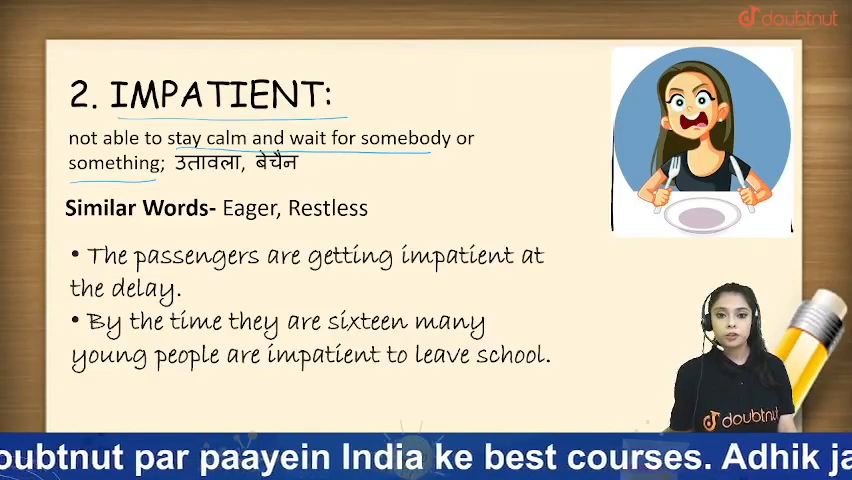 doubtnut
2. IMPATIENT:
not able to stay calm and wait for somebody or
something; उतावला, बेचैन
Similar Words- Eager, Restless
• The passengers are getting impatient at
the delay.
• By the time they are sixteen many
young people are impatient to leave school.
doubtnut
oubtnut par paayein India ke best courses. Adhik ja